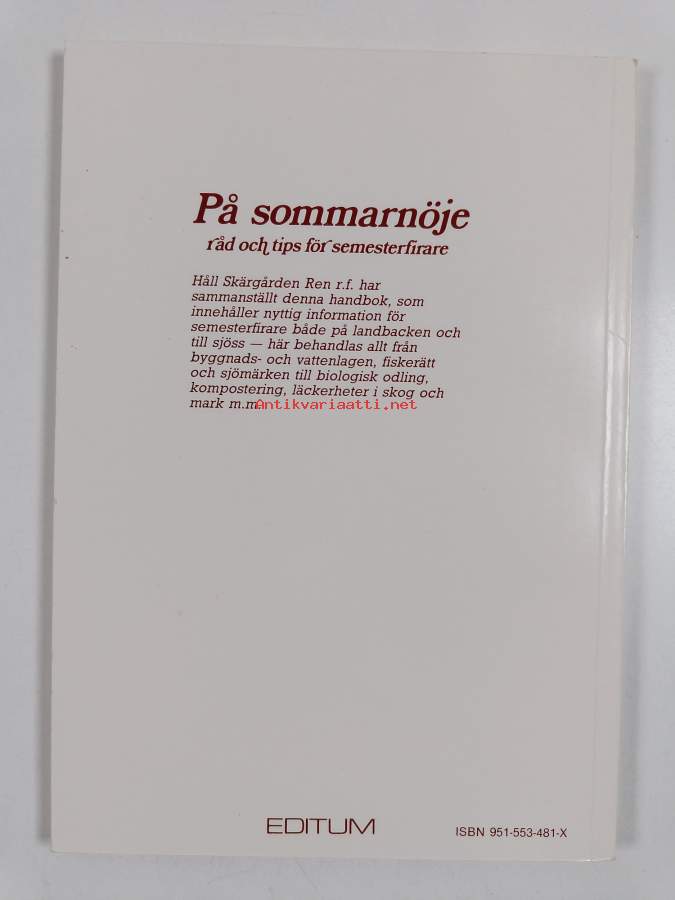 På sommarnöje
råd och tips för semesterfirare
Håll Skärgården Ren r.f. har
sammanställt denna handbok, som
innehåller nyttig information för
semesterfirare både på landbacken och
till sjöss — här behandlas allt från
byggnads- och vattenlagen, fiskerätt
och sjömärken till biologisk odling,
kompostering, läckerheter i skog och
mark m.m.
Antikvariaatti.net
EDITUM
ISBN 951-553-481-X